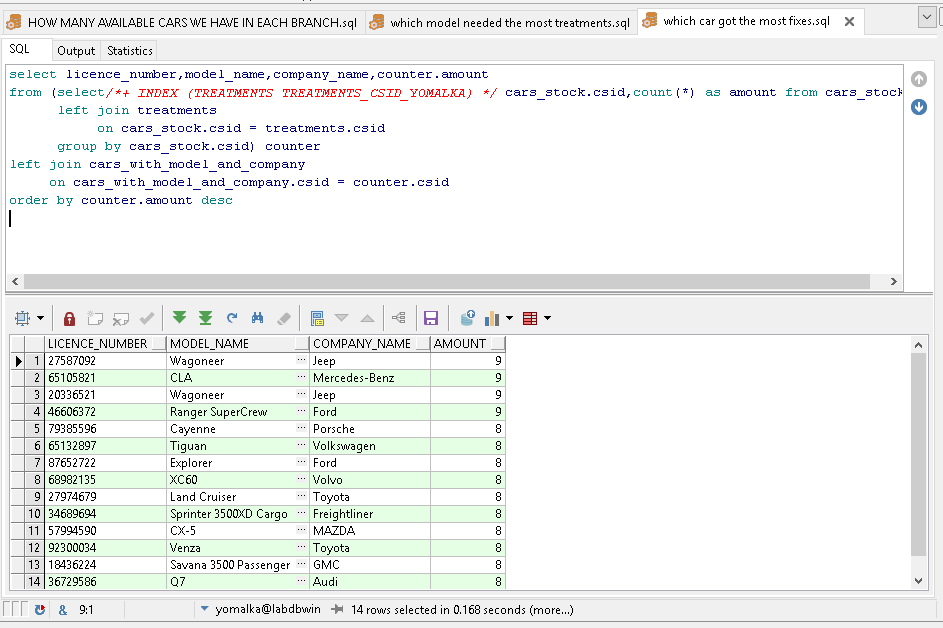 HOW MANY AVAILABLE CARS WE HAVE IN EACH BRANCH.sql which model needed the most treatments.sql which car got the most fixes.sql
SQL Output Statistics
select licence_number,model_name,company_name,counter.amount
from (select/*+ INDEX (TREATMENTS TREATMENTS_CSID_YOMALKA) */ cars_stock.csid,count(*) as amount from cars_stock
left join treatments
on cars_stock.csid = treatments.csid
group by cars_stock.csid) counter
left join cars_with_model_and_company
on cars_with_model_and_company.csid = counter.csid
order by counter.amount desc
LICENCE_NUMBER MODEL_NAME COMPANY_NAME AMOUNT
1 27587092 Wagoneer ... Jeep 9
2 65105821 CLA ... Mercedes-Benz 9
3 20336521 Wagoneer ... Jeep 9
4 46606372 Ranger SuperCrew ... Ford 9
5 79385596 Cayenne ... Porsche 8
6 65132897 Tiguan ... Volkswagen 8
7 87652722 Explorer ... Ford 8
8 68982135 XC60 ... Volvo 8
9 27974679 Land Cruiser ... Toyota 8
10 34689694 Sprinter 3500XD Cargo ... Freightliner 8
11 57994590 CX-5 ... MAZDA 8
12 92300034 Venza ... Toyota 8
13 18436224 Savana 3500 Passenger ... GMC 8
14 36729586 Q7 ... Audi 8
& 9:1 yomalka@labdbwin 14 rows selected in 0.168 seconds (more...)